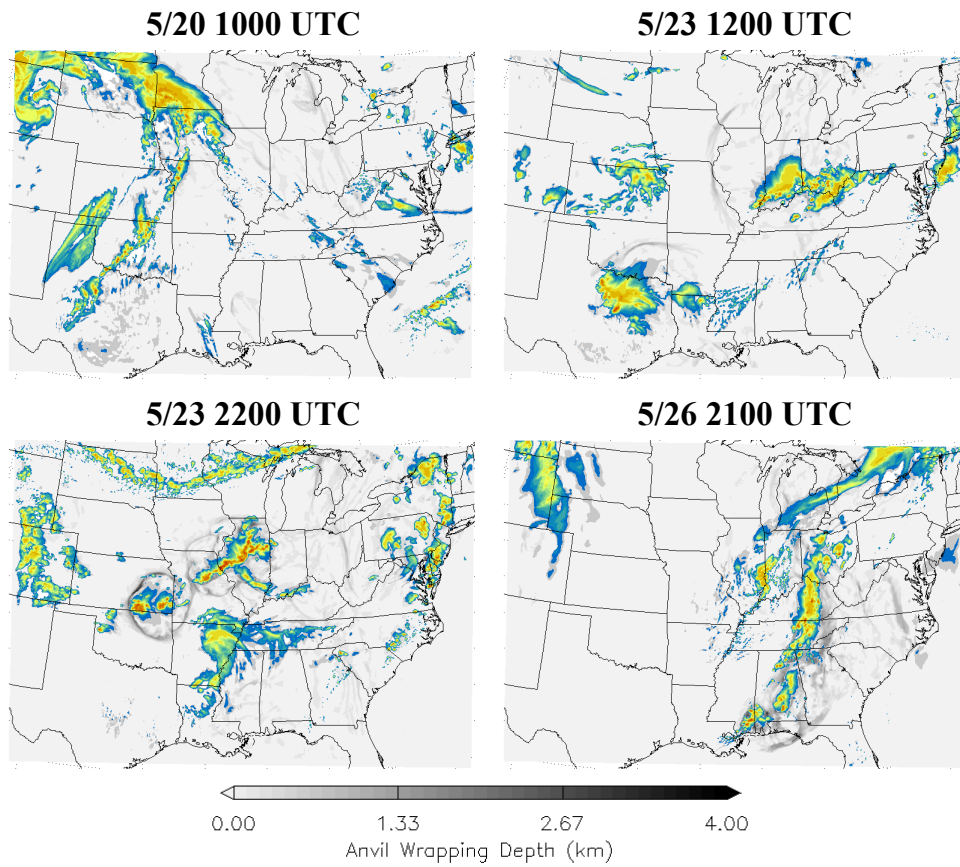 5/20 1000 UTC
5/23 1200 UTC
5/23 2200 UTC
5/26 2100 UTC
0.00 1.33 2.67 4.00
Anvil Wrapping Depth (km)